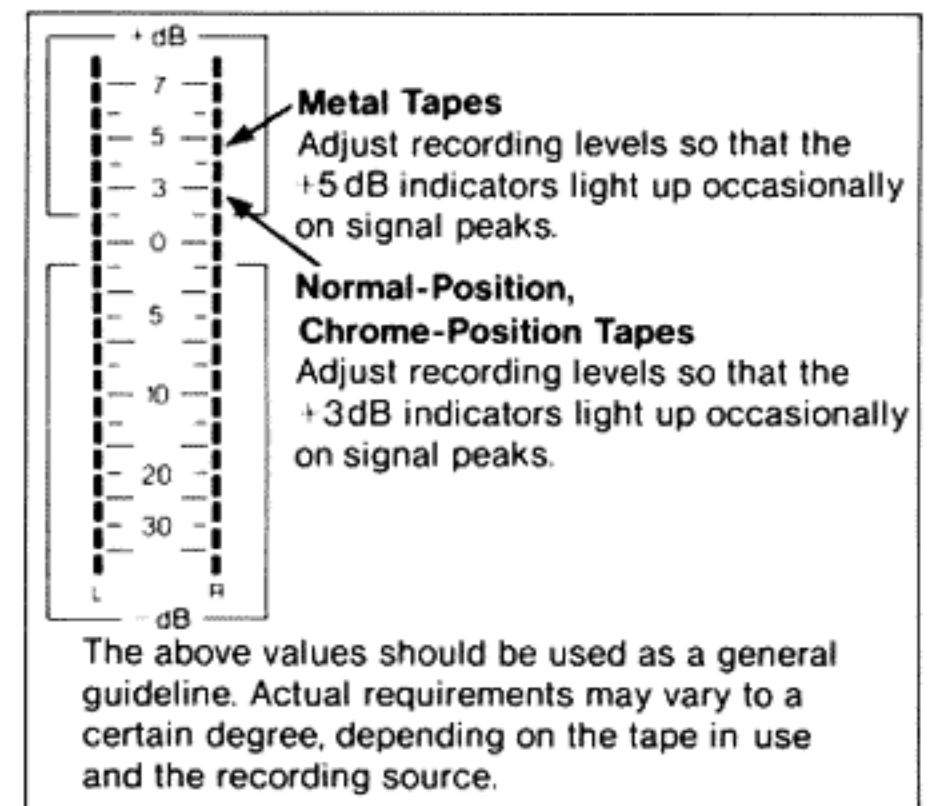 + dB
7
5
3
0
5
10
20
30
L R
dB
Metal Tapes
Adjust recording levels so that the
+5 dB indicators light up occasionally
on signal peaks.
Normal-Position,
Chrome-Position Tapes
Adjust recording levels so that the
+3dB indicators light up occasionally
on signal peaks.
The above values should be used as a general
guideline. Actual requirements may vary to a
certain degree, depending on the tape in use
and the recording source.